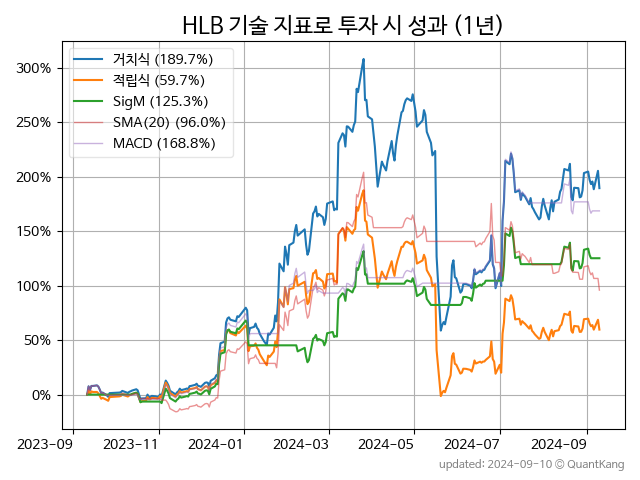 HLB 기술 지표로 투자 시 성과 (1년)
거치식 (189.7%)
적립식 (59.7%)
SigM (125.3%)
SMA(20) (96.0%)
MACD (168.8%)
300%
250%
200%
150%
100%
50%
0%
2023-09 2023-11 2024-01 2024-03 2024-05 2024-07 2024-09
updated: 2024-09-10 ⓒ QuantKang